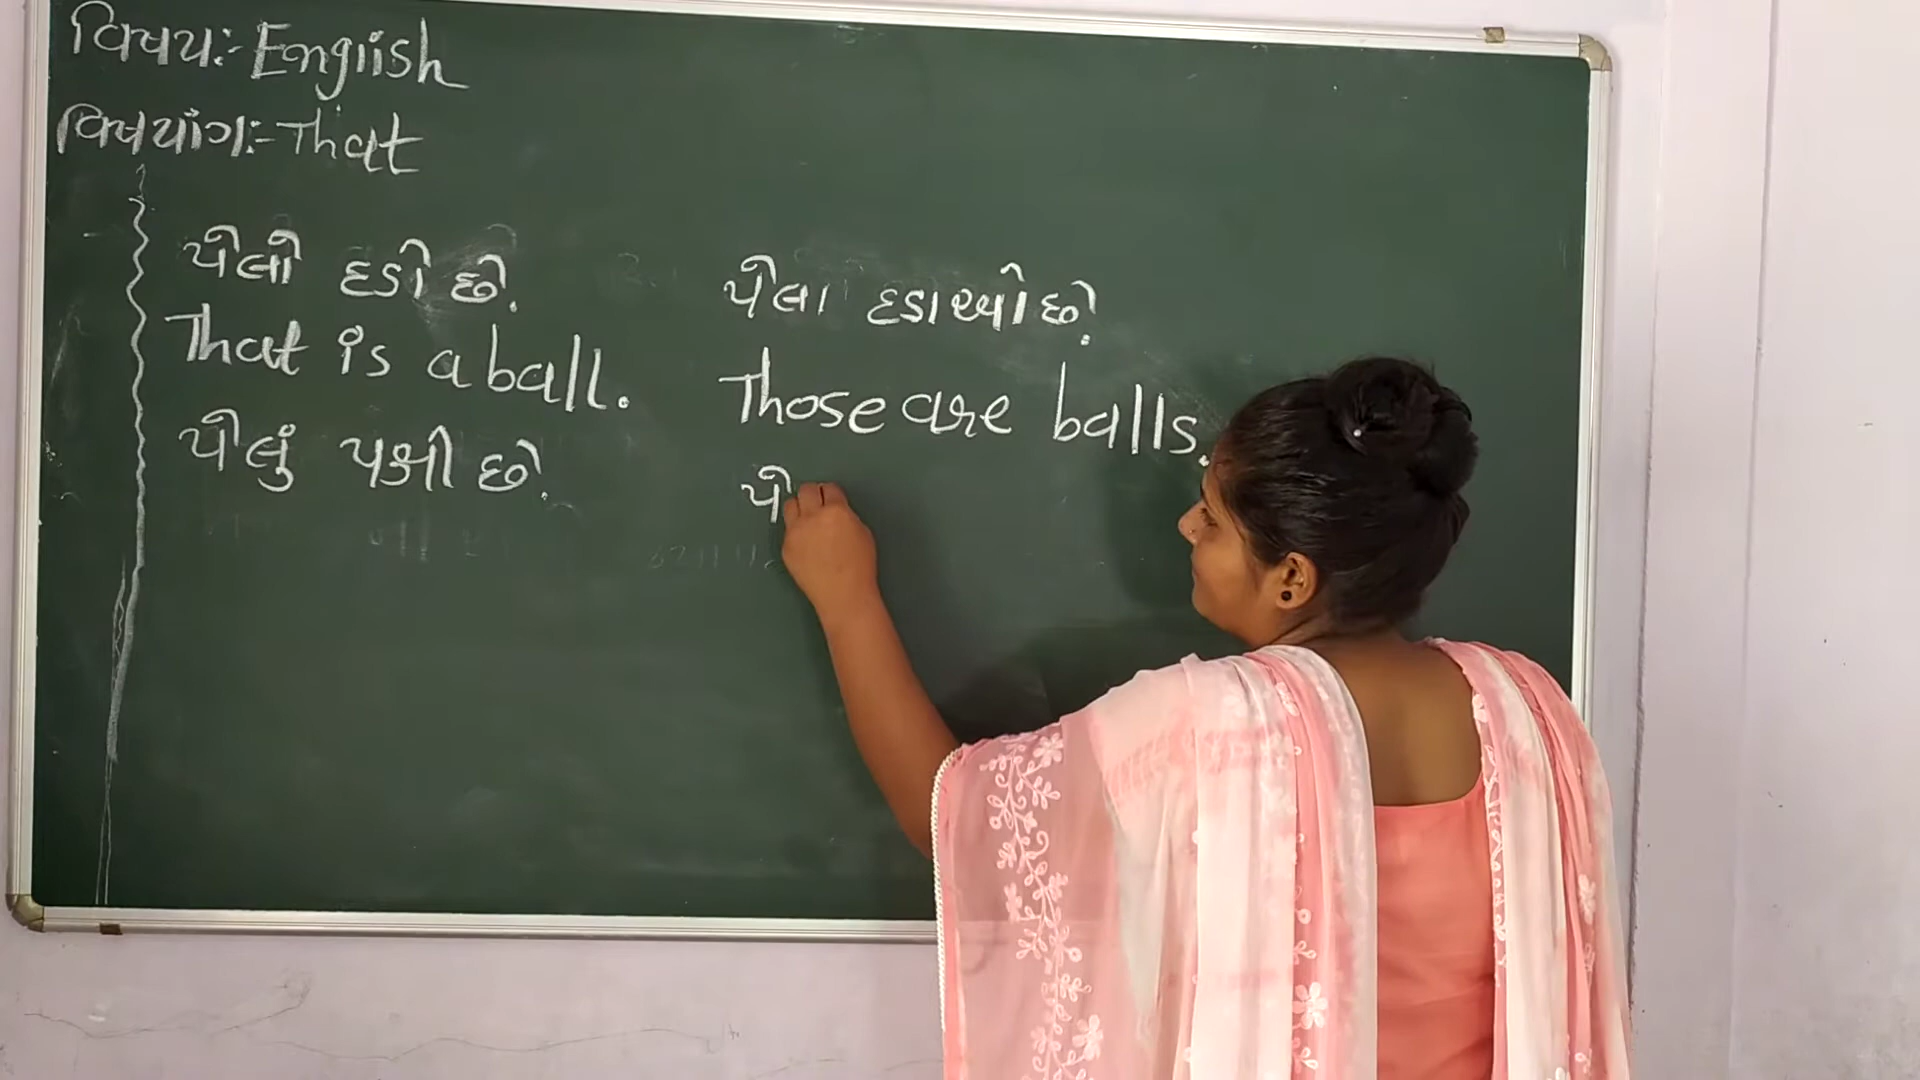 વિષય:- English
વિષયાંગ:- That
પેલો દડો છે.
That is a ball.
પેલું પક્ષી છે.
પેલા દડાઓ છે.
Those are balls.
પે